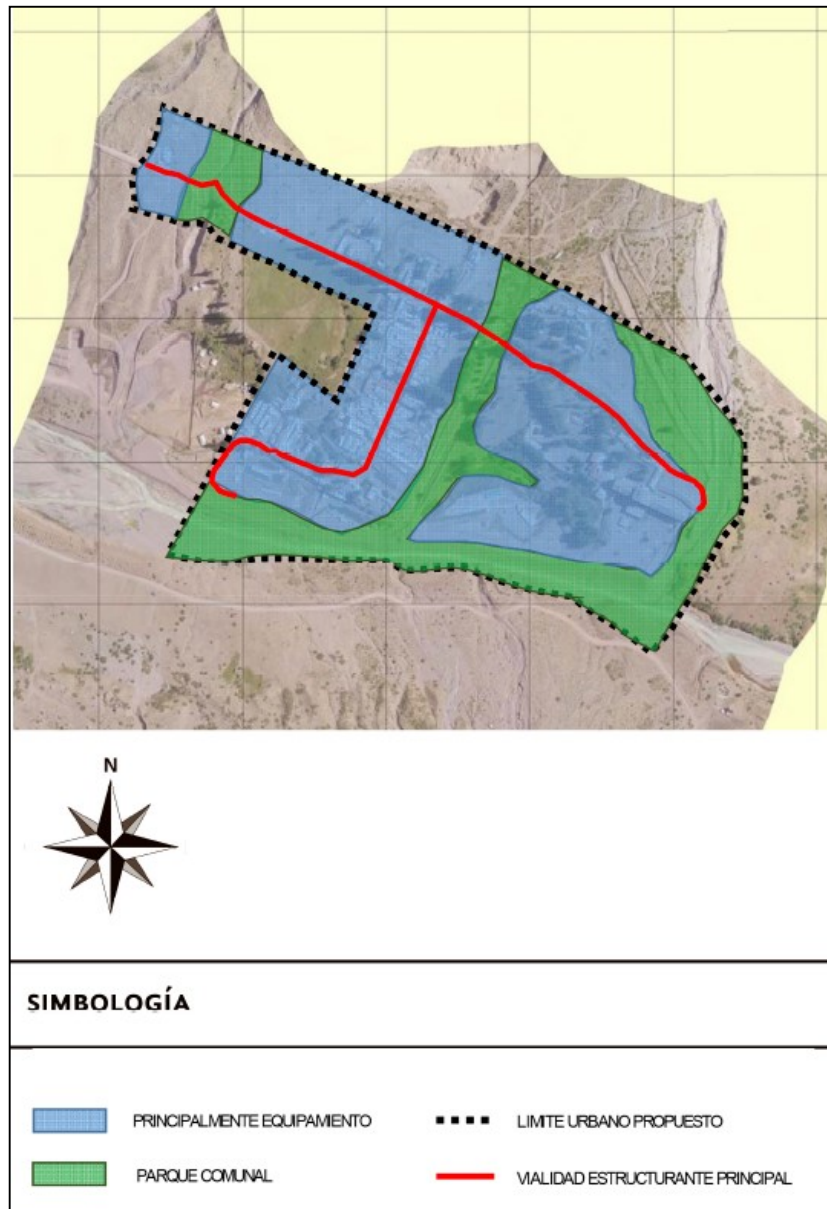 N
SIMBOLOGÍA
PRINCIPALMENTE EQUIPAMIENTO
LIMITE URBANO PROPUESTO
PARQUE COMUNAL
VIALIDAD ESTRUCTURANTE PRINCIPAL